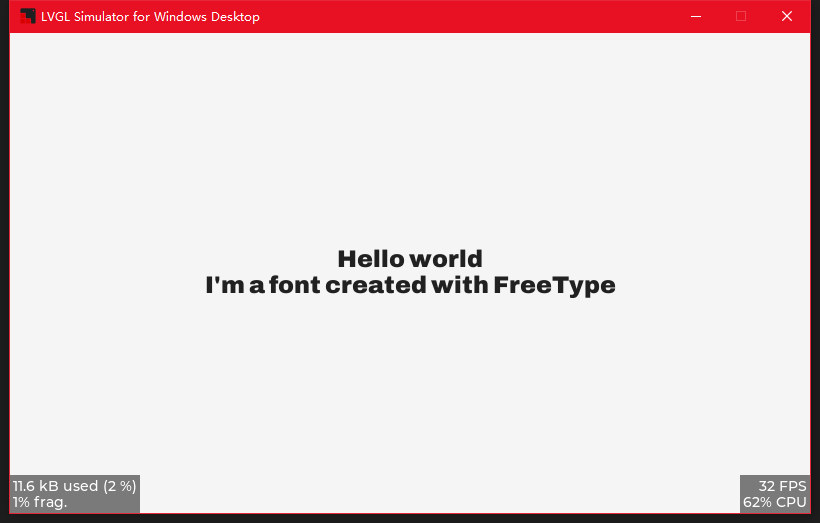 LVGL Simulator for Windows Desktop
Hello world
I'm a font created with FreeType
11.6 kB used (2 %)
1% frag.
32 FPS
62% CPU